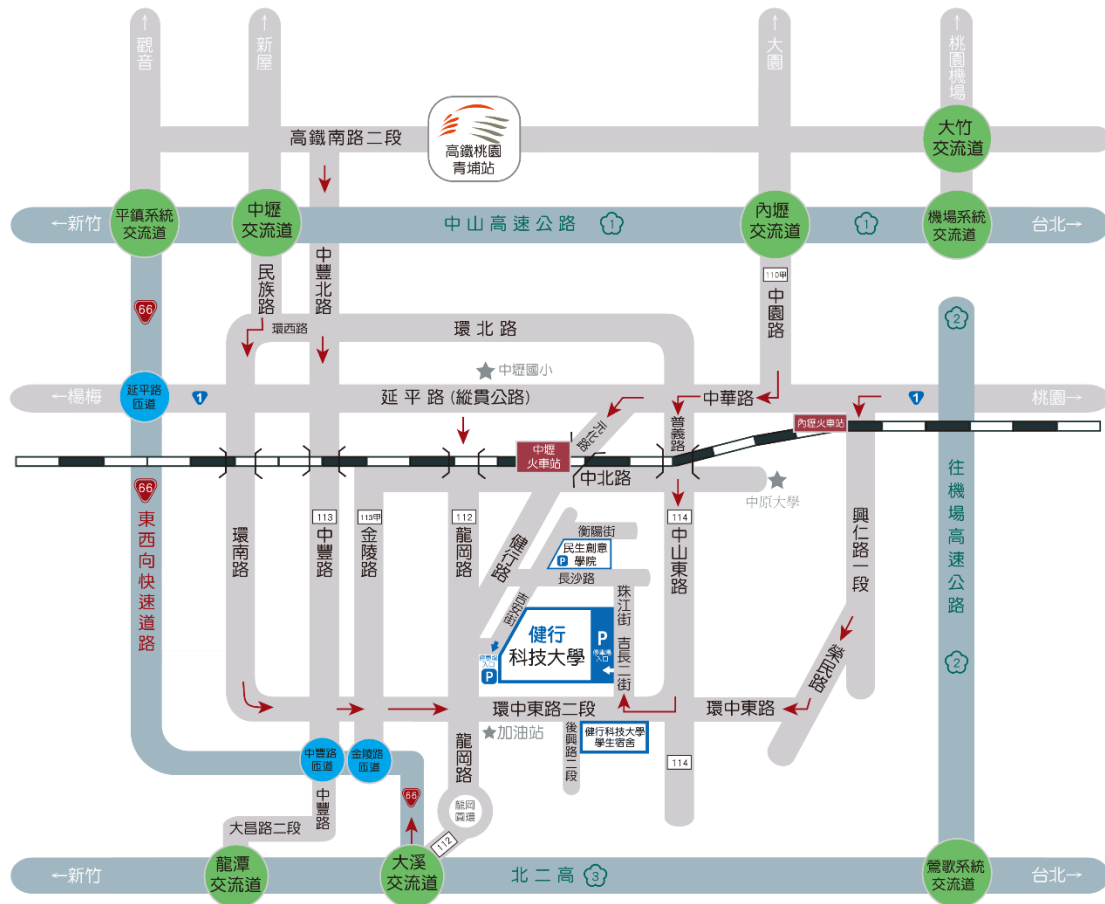 ↑觀音
↑新屋
↑大園
↑桃園機場
高鐵南路二段
高鐵桃園
青埔站
大竹
交流道
←新竹
平鎮系統
交流道
中壢
交流道
中山高速公路
1
內壢
交流道
1
機場系統
交流道
台北→
66
民族路
中豐北路
110甲
中園路
2
環西路
環北路
中壢國小
←楊梅
延平路
匝道
1
延平路(縱貫公路)
中華路
1
桃園→
元化路
普義路
內壢火車站
中壢
火車站
中北路
中原大學
66
東西向快速道路
環南路
113
中豐路
113甲
金陵路
112
龍岡路
健行路
衡陽街
民生創意
學院
P
長沙路
114
中山東路
興仁路一段
往機場高速公路
2
吉安街
珠江街
吉長二街
健行
科技大學
P
停車場
入口
停車場
入口
P
榮民路
環中東路二段
環中東路
加油站
後興路二段
健行科技大學
學生宿舍
中豐路
匝道
金陵路
匝道
龍岡路
114
66
中豐路
龍岡
圓環
大昌路二段
112
←新竹
龍潭
交流道
大溪
交流道
北二高
3
鶯歌系統
交流道
台北→